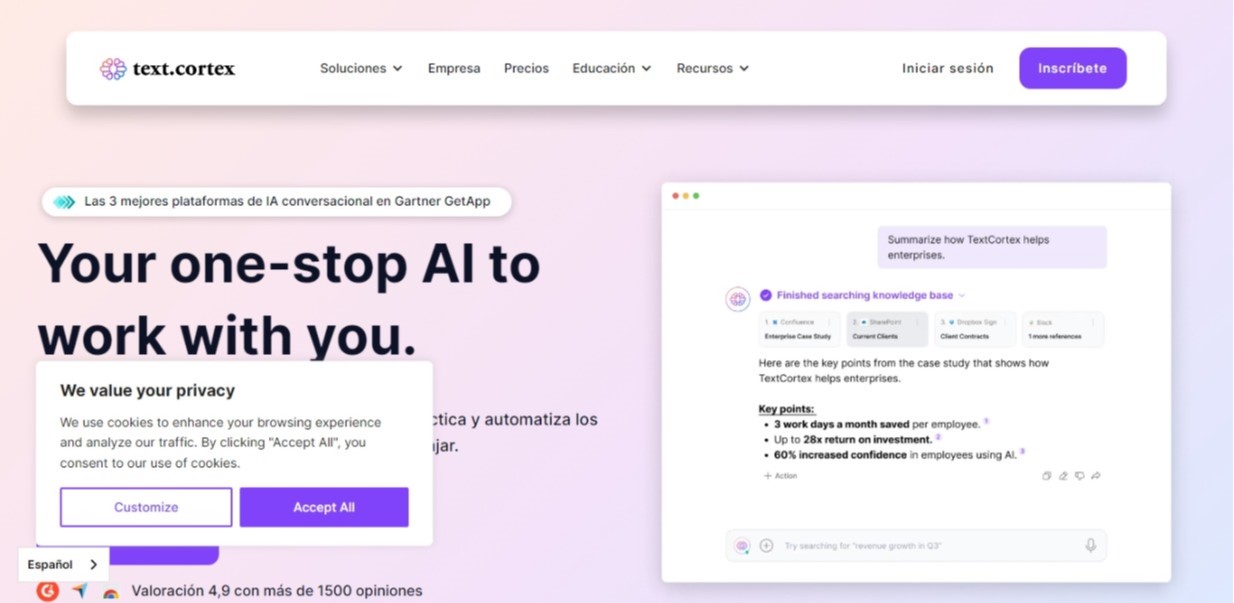 text.cortex
Soluciones
Empresa
Precios
Educación
Recursos
Iniciar sesión
Inscríbete
Las 3 mejores plataformas de IA conversacional en Gartner GetApp
Your one-stop AI to
work with you.
ctica y automatiza los
ajar.
We value your privacy
We use cookies to enhance your browsing experience
and analyze our traffic. By clicking "Accept All", you
consent to our use of cookies.
Customize
Accept All
Español
Valoración 4,9 con más de 1500 opiniones
Summarize how TextCortex helps
enterprises.
Finished searching knowledge base
1. Confluence
Enterprise Case Study
2. SharePoint
Current Clients
3. Dropbox Sign
Client Contracts
Slack
1 more references
Here are the key points from the case study that shows how
TextCortex helps enterprises.
Key points:
• 3 work days a month saved per employee. 1
• Up to 28x return on investment. 2
• 60% increased confidence in employees using AI. 3
+ Action
Try searching for "revenue growth in Q3"